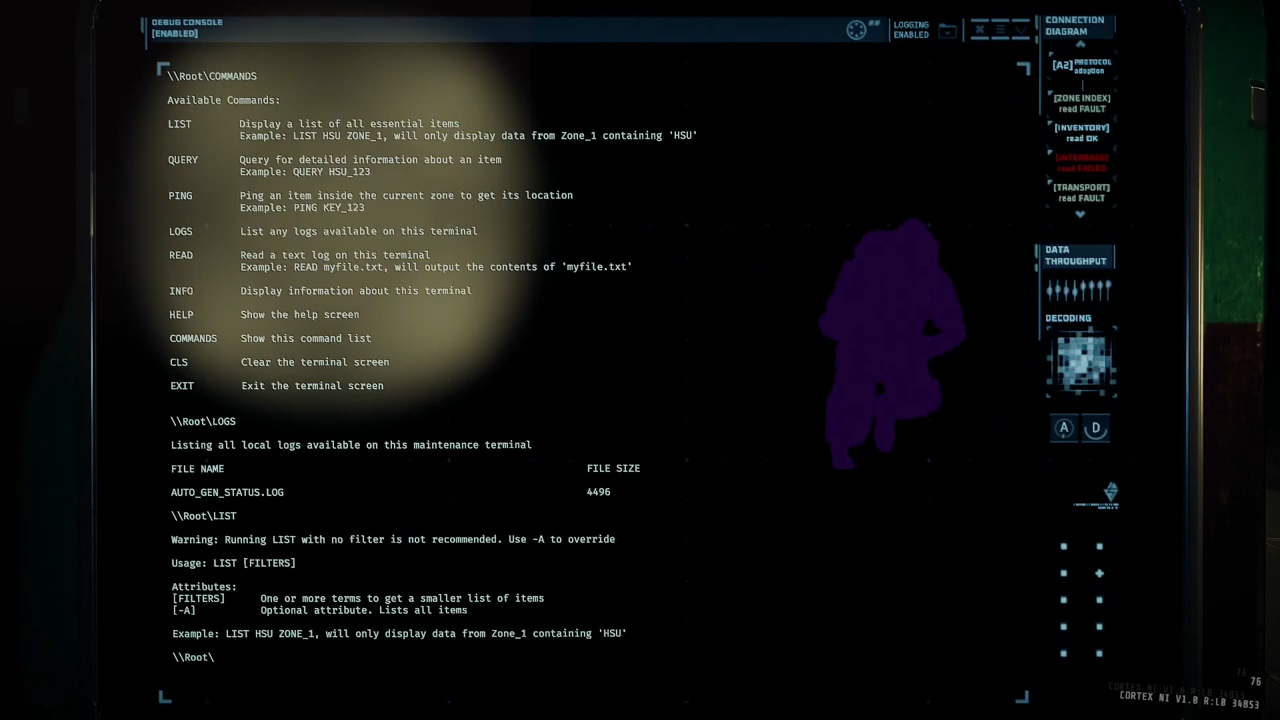 DEBUG CONSOLE
[ENABLED]
LOGGING
ENABLED
\\Root\COMMANDS
Available Commands:
LIST Display a list of all essential items
Example: LIST HSU ZONE_1, will only display data from Zone_1 containing 'HSU'
QUERY Query for detailed information about an item
Example: QUERY HSU_123
PING Ping an item inside the current zone to get its location
Example: PING KEY_123
LOGS List any logs available on this terminal
READ Read a text log on this terminal
Example: READ myfile.txt, will output the contents of 'myfile.txt'
INFO Display information about this terminal
HELP Show the help screen
COMMANDS Show this command list
CLS Clear the terminal screen
EXIT Exit the terminal screen
\\Root\LOGS
Listing all local logs available on this maintenance terminal
FILE NAME FILE SIZE
AUTO_GEN_STATUS.LOG 4496
\\Root\LIST
Warning: Running LIST with no filter is not recommended. Use -A to override
Usage: LIST [FILTERS]
Attributes:
[FILTERS] One or more terms to get a smaller list of items
[-A] Optional attribute. Lists all items
Example: LIST HSU ZONE_1, will only display data from Zone_1 containing 'HSU'
\\Root\
CONNECTION
DIAGRAM
[A2] PROTOCOL
adoption
[ZONE INDEX]
read FAULT
[INVENTORY]
read OK
[INTERBASE]
read FAILED
[TRANSPORT]
read FAULT
DATA
THROUGHPUT
DECODING
A D
76
CORTEX NI V1.0 R:L0 34853